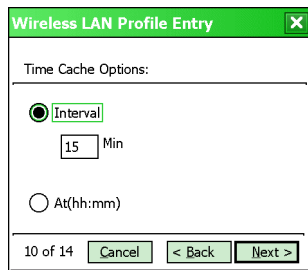 Wireless LAN Profile Entry
Time Cache Options:
Interval
15 Min
At(hh:mm)
10 of 14 Cancel < Back Next >